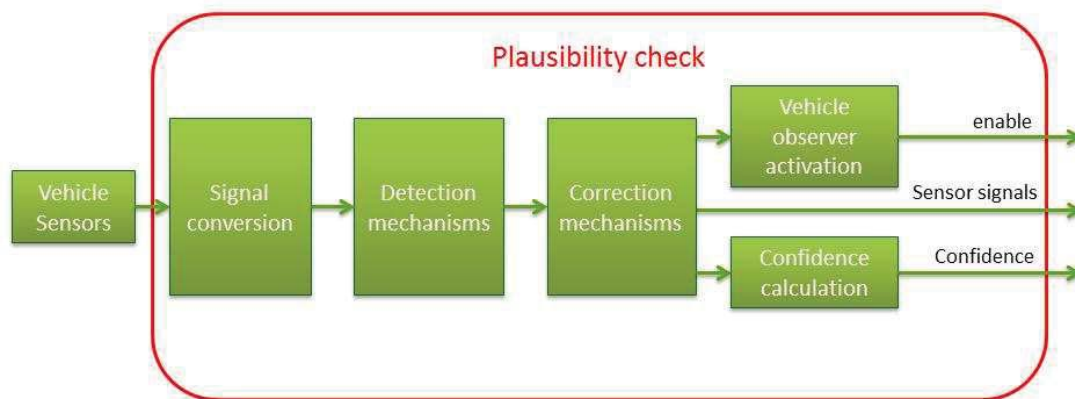 Plausibility check
Vehicle
Sensors
Signal
conversion
Detection
mechanisms
Correction
mechanisms
Vehicle
observer
activation
enable
Sensor signals
Confidence
calculation
Confidence